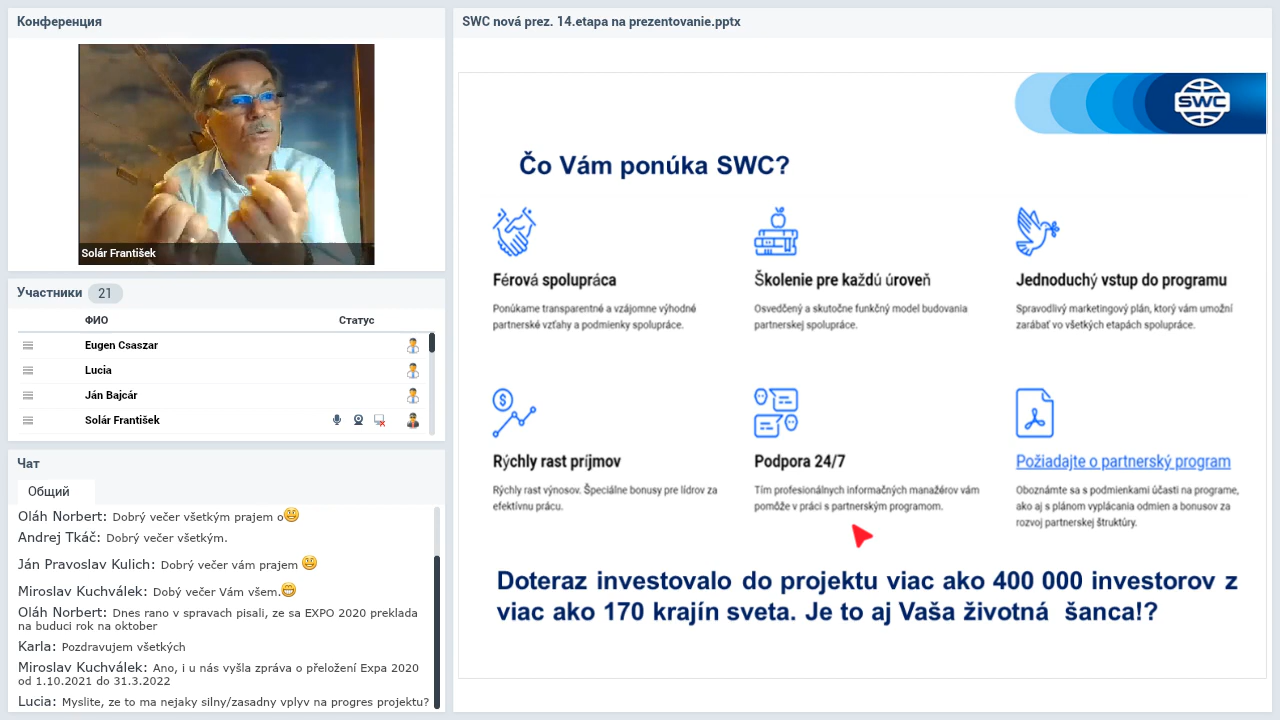 Конференция
Solár František
Участники 21
ФИО Статус
Eugen Csaszar
Lucia
Ján Bajcár
Solár František
Чат
Общий
Oláh Norbert: Dobrý večer všetkým prajem o
Andrej Tkáč: Dobrý večer všetkým.
Ján Pravoslav Kulich: Dobrý večer vám prajem
Miroslav Kuchválek: Dobý večer Vám všem.
Oláh Norbert: Dnes rano v spravach pisali, ze sa EXPO 2020 preklada
na buduci rok na oktober
Karla: Pozdravujem všetkých
Miroslav Kuchválek: Ano, i u nás vyšla zpráva o přeložení Expa 2020
od 1.10.2021 do 31.3.2022
Lucia: Myslite, ze to ma nejaky silny/zasadny vplyv na progres projektu?
SWC nová prez. 14.etapa na prezentovanie.pptx
SWC
Čo Vám ponúka SWC?
Férová spolupráca
Ponúkame transparentné a vzájomne výhodné
partnerské vzťahy a podmienky spolupráce.
Školenie pre každú úroveň
Osvedčený a skutočne funkčný model budovania
partnerskej spolupráce.
Jednoduchý vstup do programu
Spravodlivý marketingový plán, ktorý vám umožní
zarábať vo všetkých etapách spolupráce.
Rýchly rast príjmov
Rýchly rast výnosov. Špeciálne bonusy pre lídrov za
efektívnu prácu.
Podpora 24/7
Tím profesionálnych informačných manažérov vám
pomôže v práci s partnerským programom.
Požiadajte o partnerský program
Oboznámte sa s podmienkami účasti na programe,
ako aj s plánom vyplácania odmien a bonusov za
rozvoj partnerskej štruktúry.
Doteraz investovalo do projektu viac ako 400 000 investorov z
viac ako 170 krajín sveta. Je to aj Vaša životná šanca!?